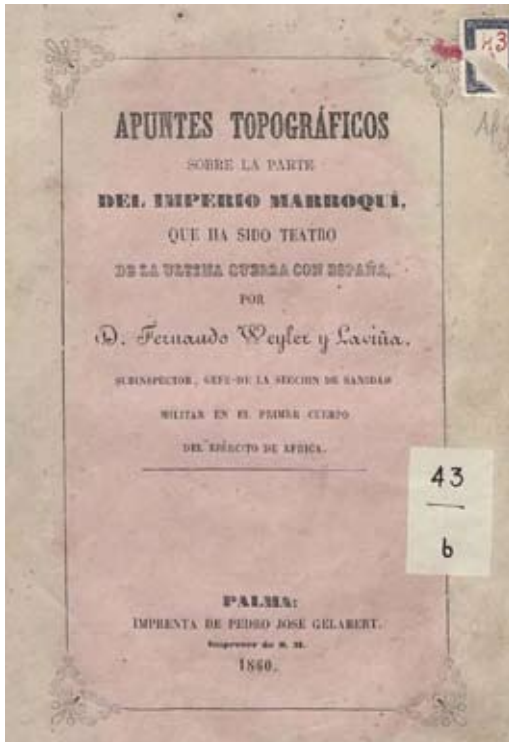 43
APUNTES TOPOGRÁFICOS
SOBRE LA PARTE
DEL IMPERIO MARROQUÍ,
QUE HA SIDO TEATRO
DE LA ULTIMA GUERRA CON ESPAÑA,
POR
D. Fernando Weyler y Laviña,
SUBINSPECTOR, GEFE DE LA SECCION DE SANIDAD
MILITAR EN EL PRIMER CUERPO
DEL EJÉRCITO DE AFRICA.
43
6
PALMA:
IMPRENTA DE PEDRO JOSE GELABERT.
Impresor de S. M.
1860.